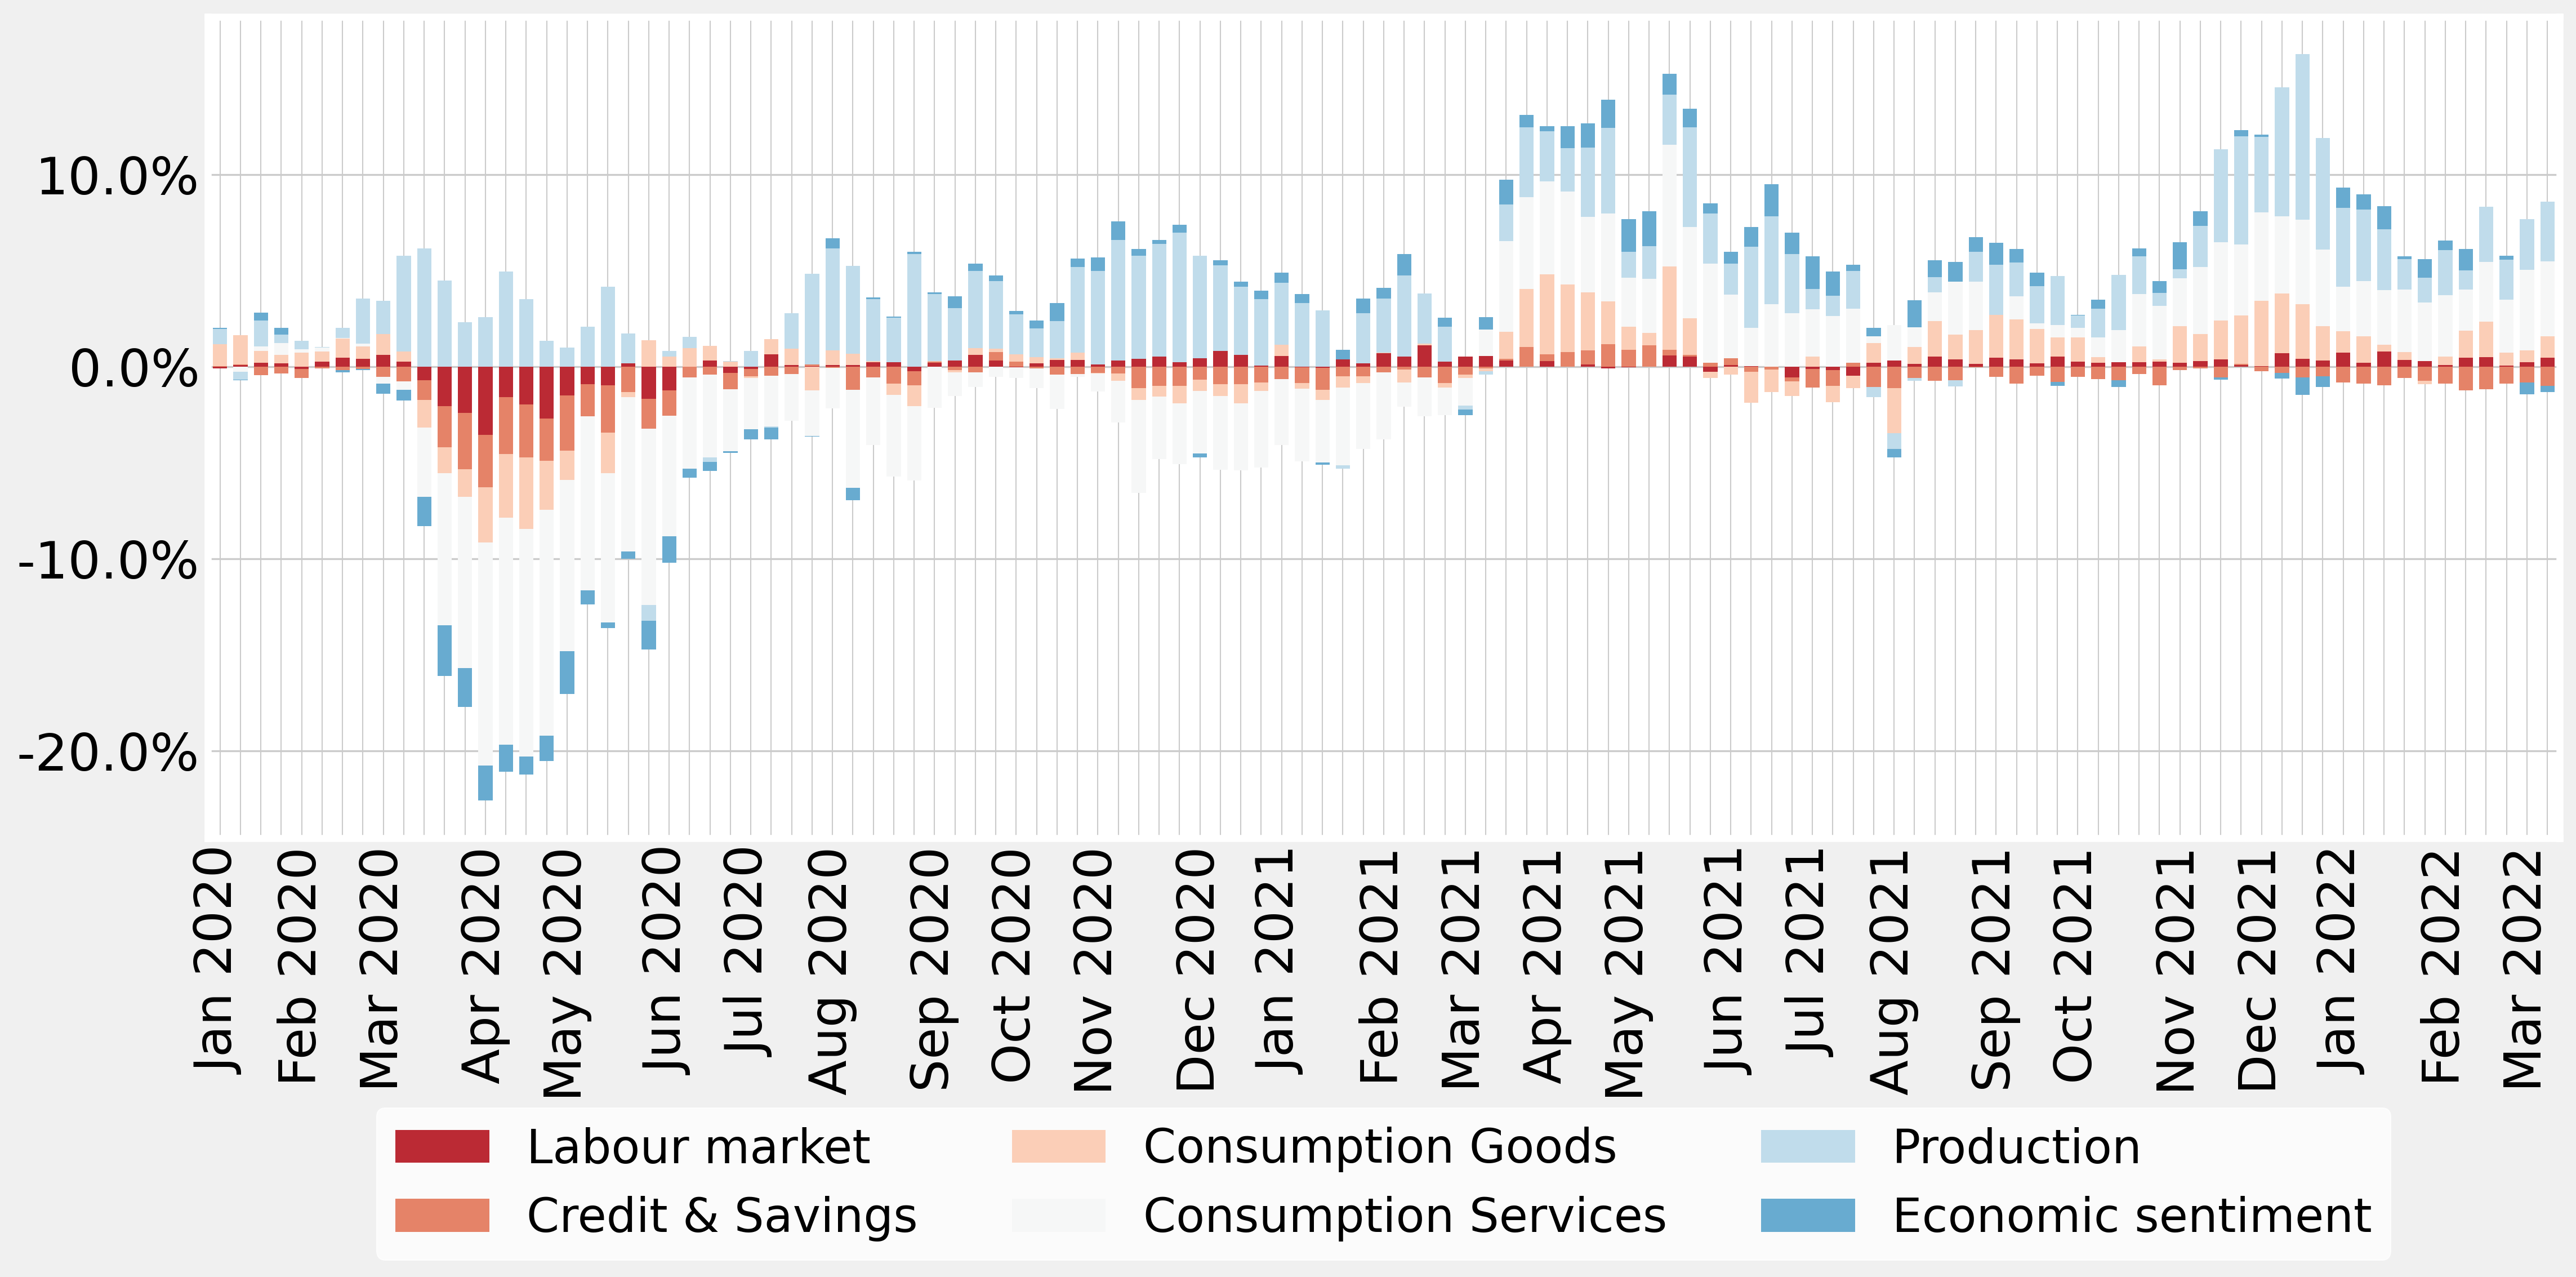 10.0%
0.0%
-10.0%
-20.0%
Jan 2020
Feb 2020
Mar 2020
Apr 2020
May 2020
Jun 2020
Jul 2020
Aug 2020
Sep 2020
Oct 2020
Nov 2020
Dec 2020
Jan 2021
Feb 2021
Mar 2021
Apr 2021
May 2021
Jun 2021
Jul 2021
Aug 2021
Sep 2021
Oct 2021
Nov 2021
Dec 2021
Jan 2022
Feb 2022
Mar 2022
Labour market
Credit & Savings
Consumption Goods
Consumption Services
Production
Economic sentiment